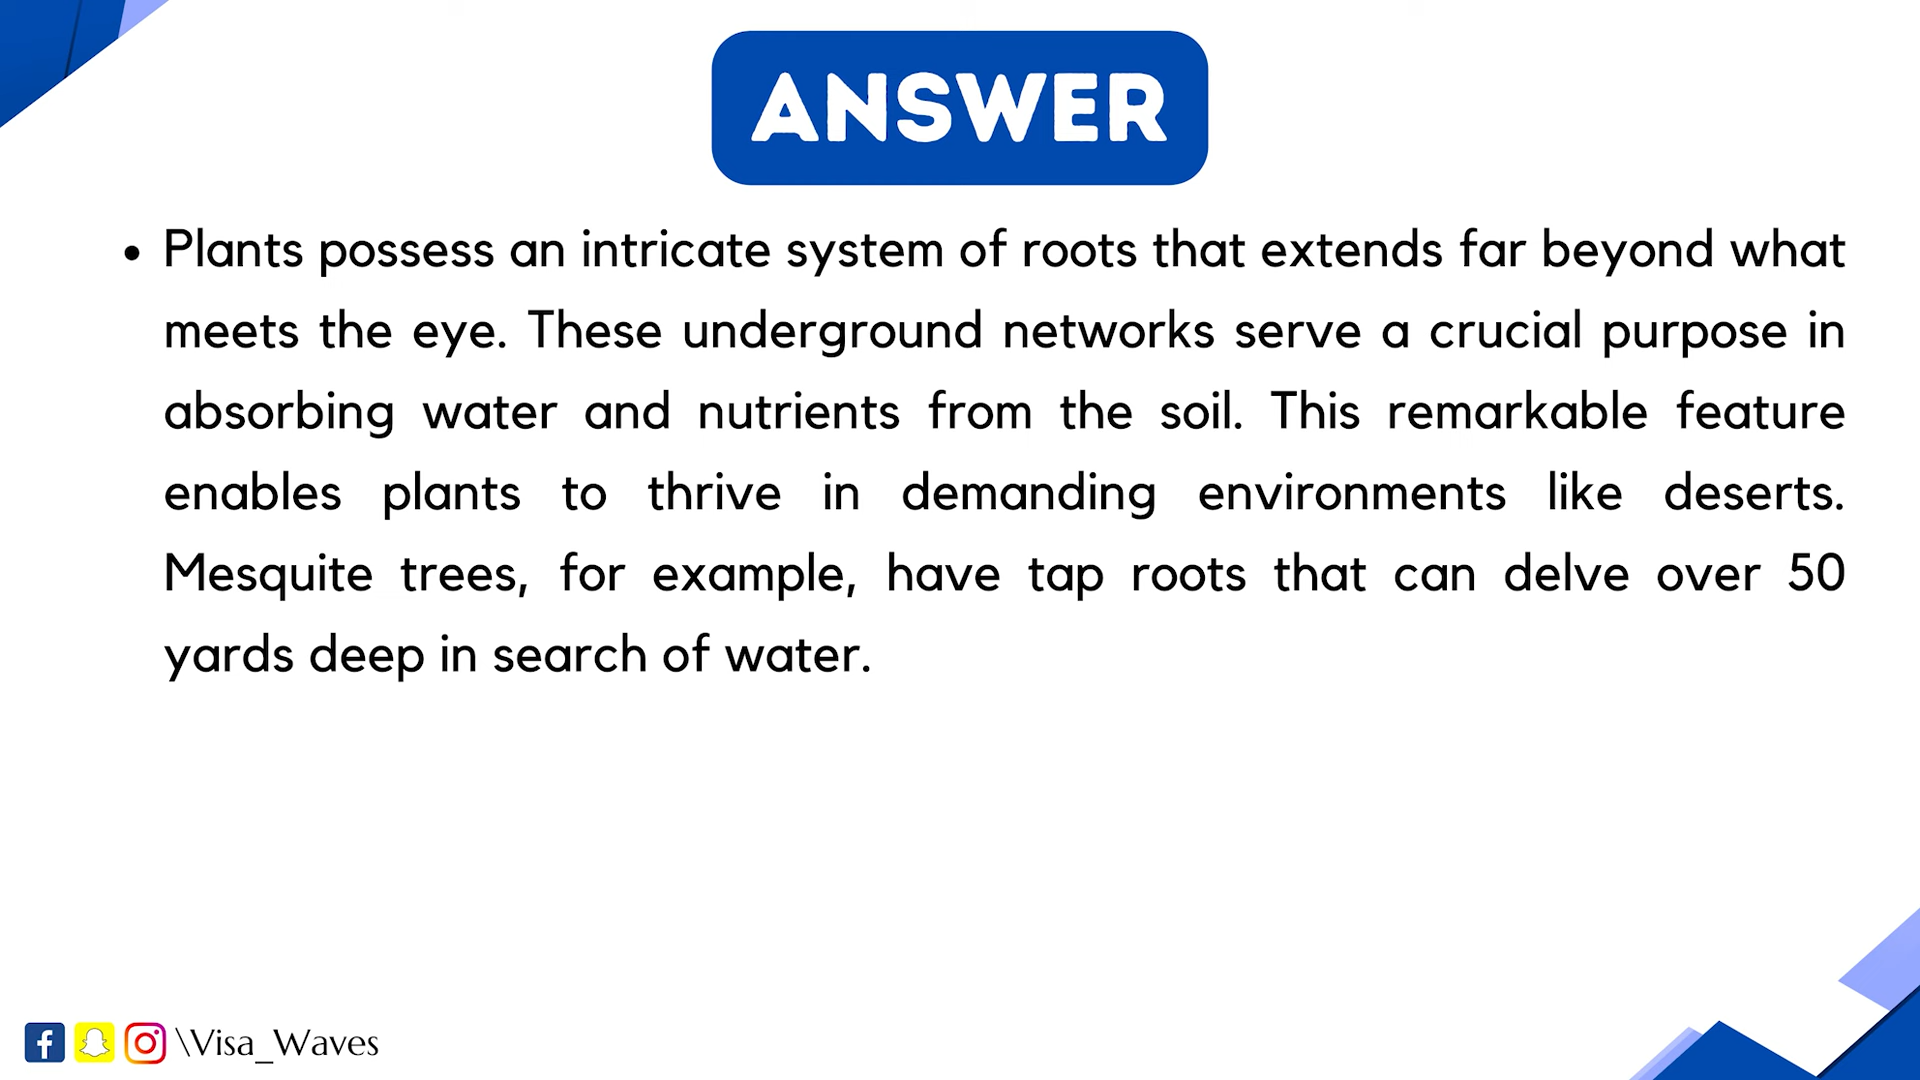 ANSWER
• Plants possess an intricate system of roots that extends far beyond what
meets the eye. These underground networks serve a crucial purpose in
absorbing water and nutrients from the soil. This remarkable feature
enables plants to thrive in demanding environments like deserts.
Mesquite trees, for example, have tap roots that can delve over 50
yards deep in search of water.
\Visa_Waves